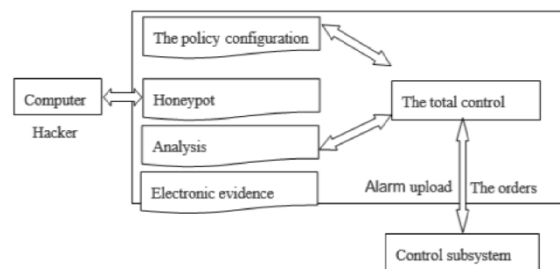 The policy configuration
Computer
Hacker
Honeypot
Analysis
Electronic evidence
The total control
Alarm upload The orders
Control subsystem